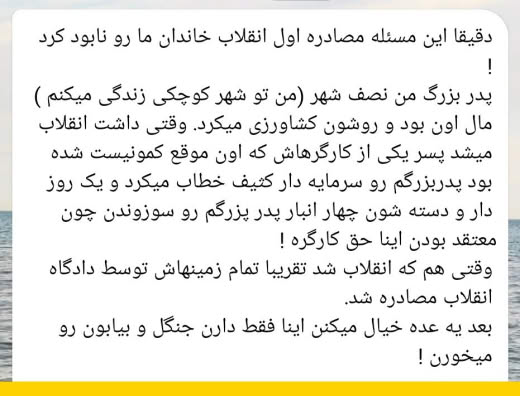 دقیقا این مسئله مصادره اول انقلاب خاندان ما رو نابود کرد
!
پدر بزرگ من نصف شهر (من تو شهر کوچکی زندگی میکنم )
مال اون بود و روشون کشاورزی میکرد. وقتی داشت انقلاب
میشد پسر یکی از کارگرهاش که اون موقع کمونیست شده
بود پدربزرگم رو سرمایه دار کثیف خطاب میکرد و یک روز
دار و دسته شون چهار انبار پدر پزرگم رو سوزوندن چون
معتقد بودن اینا حق کارگره !
وقتی هم که انقلاب شد تقریبا تمام زمینهاش توسط دادگاه
انقلاب مصادره شد.
بعد یه عده خیال میکنن اینا فقط دارن جنگل و بیابون رو
میخورن !